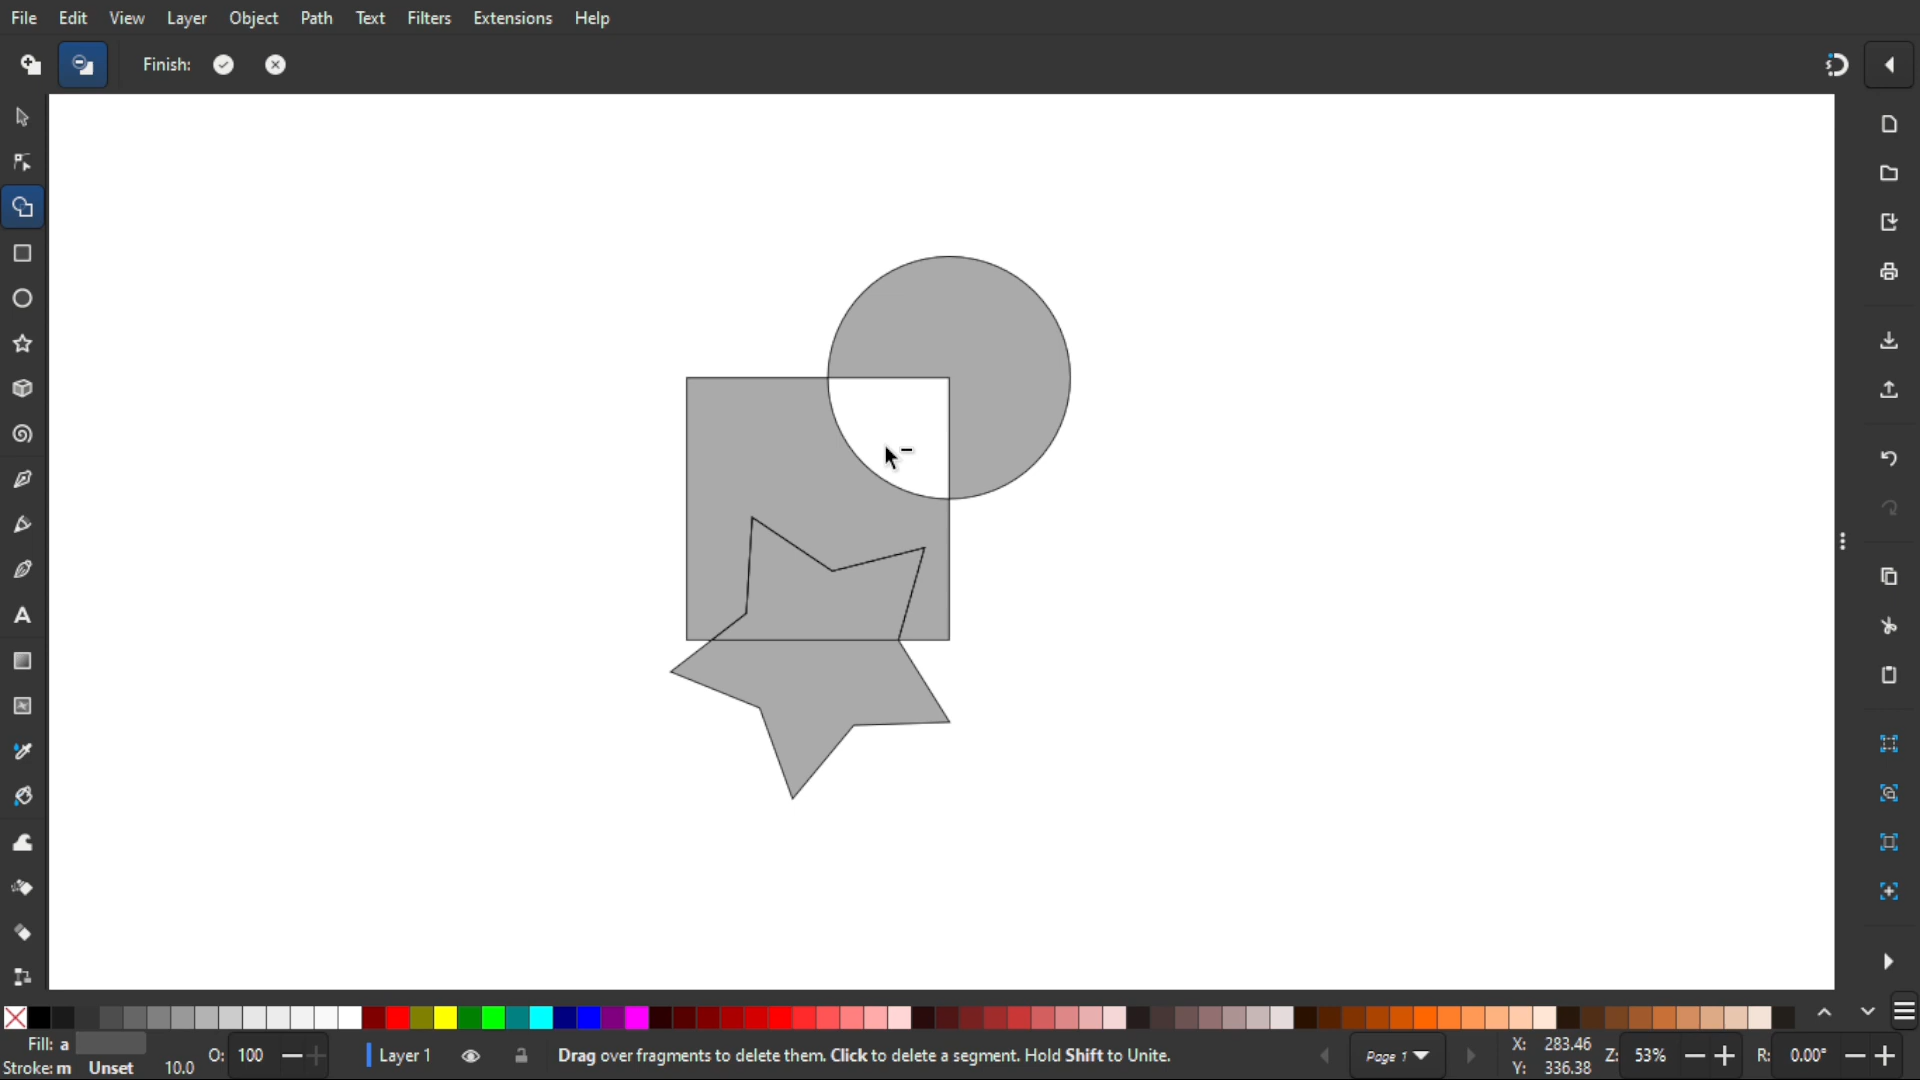 File Edit View Layer Object Path Text Filters Extensions Help
Finish:
Fill: a
Stroke: m Unset 10.0
O: 100
Layer 1
Drag over fragments to delete them. Click to delete a segment. Hold Shift to Unite.
Page 1
X: 283.46
Y: 336.38
Z: 53%
R: 0.00°